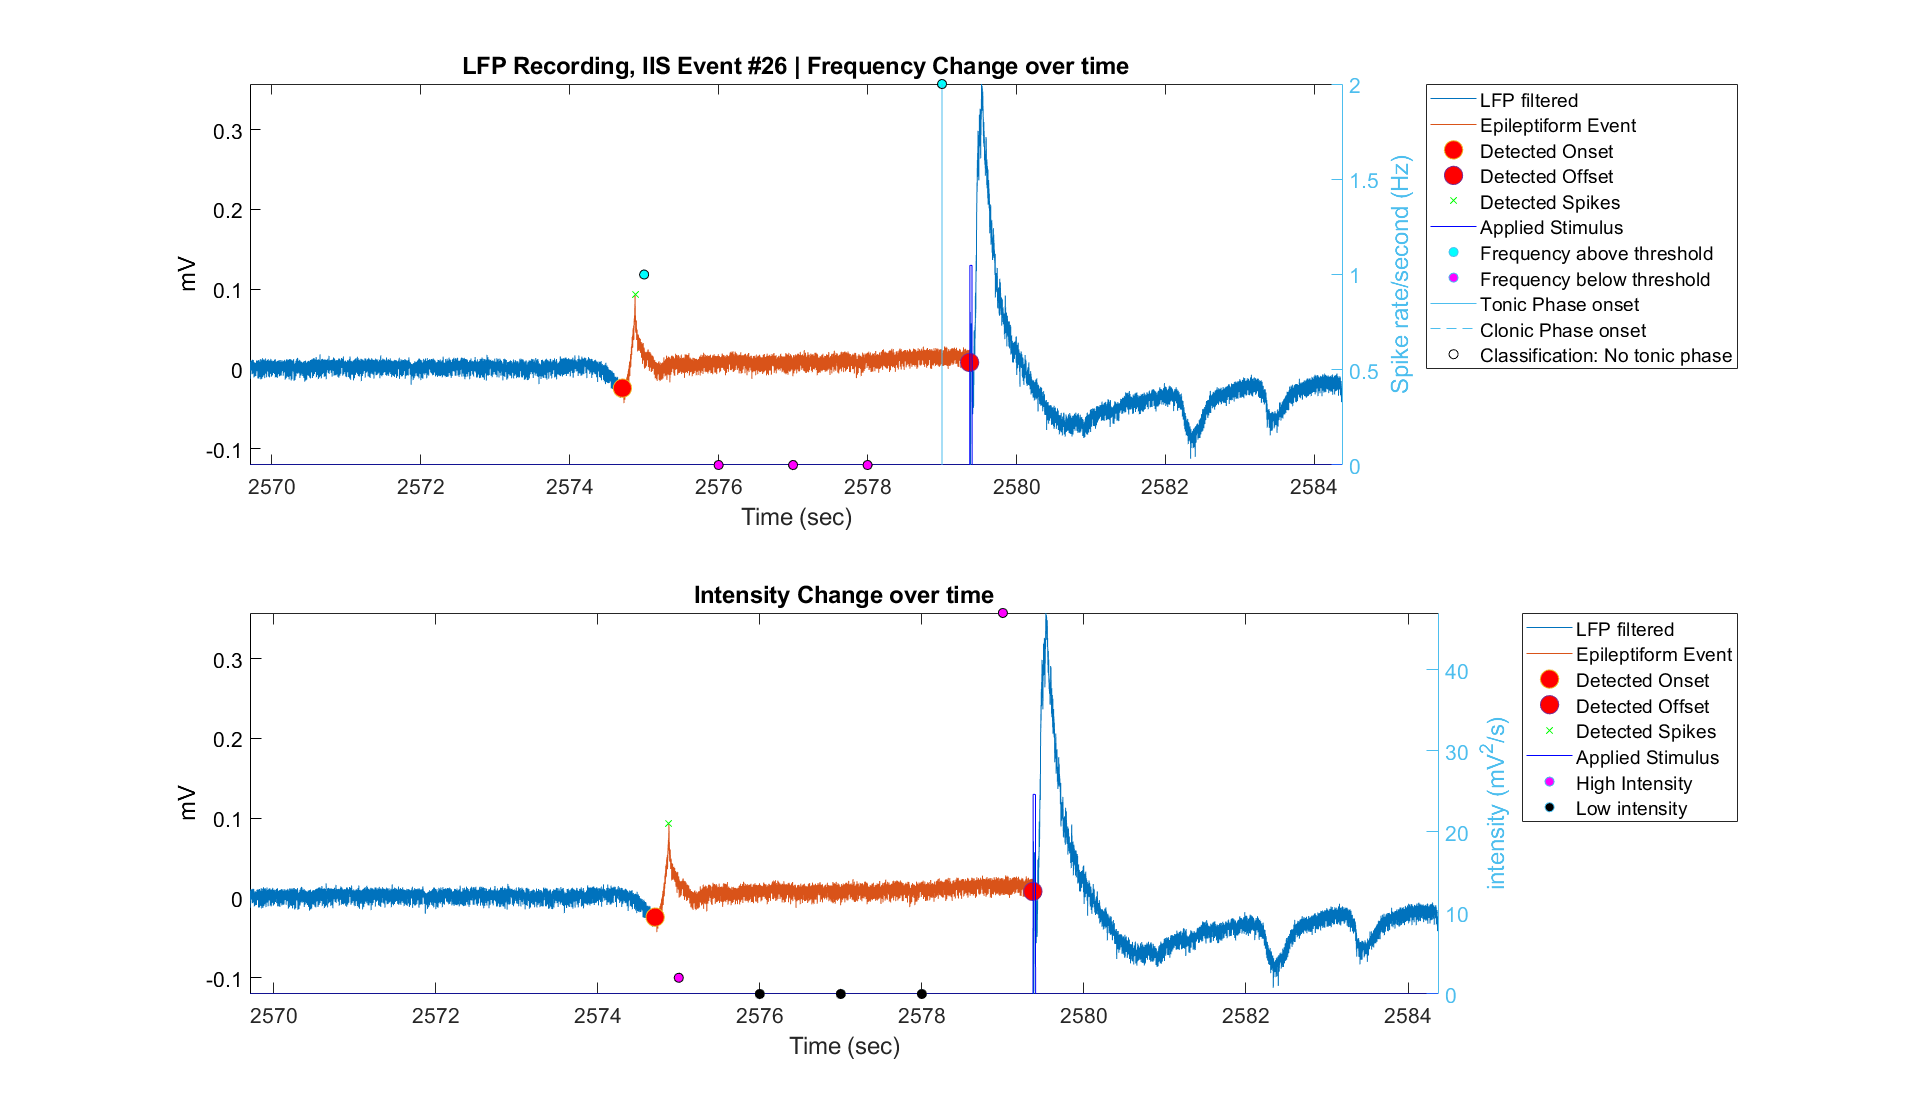 LFP Recording, IIS Event #26 | Frequency Change over time
mV
0.3
0.2
0.1
0
-0.1
2570 2572 2574 2576 2578 2580 2582 2584
Time (sec)
2
1.5
1
0.5
0
Spike rate/second (Hz)
LFP filtered
Epileptiform Event
Detected Onset
Detected Offset
Detected Spikes
Applied Stimulus
Frequency above threshold
Frequency below threshold
Tonic Phase onset
Clonic Phase onset
Classification: No tonic phase
Intensity Change over time
mV
0.3
0.2
0.1
0
-0.1
2570 2572 2574 2576 2578 2580 2582 2584
Time (sec)
40
30
20
10
0
intensity (mV²/s)
LFP filtered
Epileptiform Event
Detected Onset
Detected Offset
Detected Spikes
Applied Stimulus
High Intensity
Low intensity